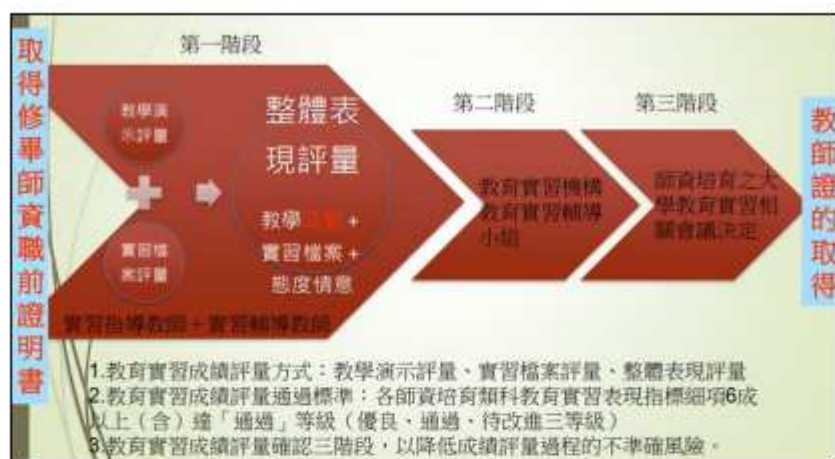 取得修畢師資職前證明書
第一階段
教學演
示評量
實習檔
案評量
整體表
現評量
教學 +
實習檔案+
態度情意
實習指導教師+實習輔導教師
第二階段
教育實習機構
教育實習輔導
小組
第三階段
師資培育之大
學教育實習相
關會議決定
教師證的取得
1.教育實習成績評量方式：教學演示評量、實習檔案評量、整體表現評量
2.教育實習成績評量通過標準：各師資培育類科教育實習表現指標細項6成
以上（含）達「通過」等級（優良、通過、待改進三等級）
3.教育實習成績評量確認三階段，以降低成績評量過程的不準確風險。